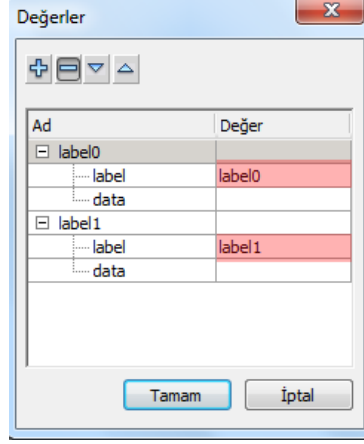 Değerler
Ad Değer
label0
label label0
data
label1
label label1
data
Tamam İptal